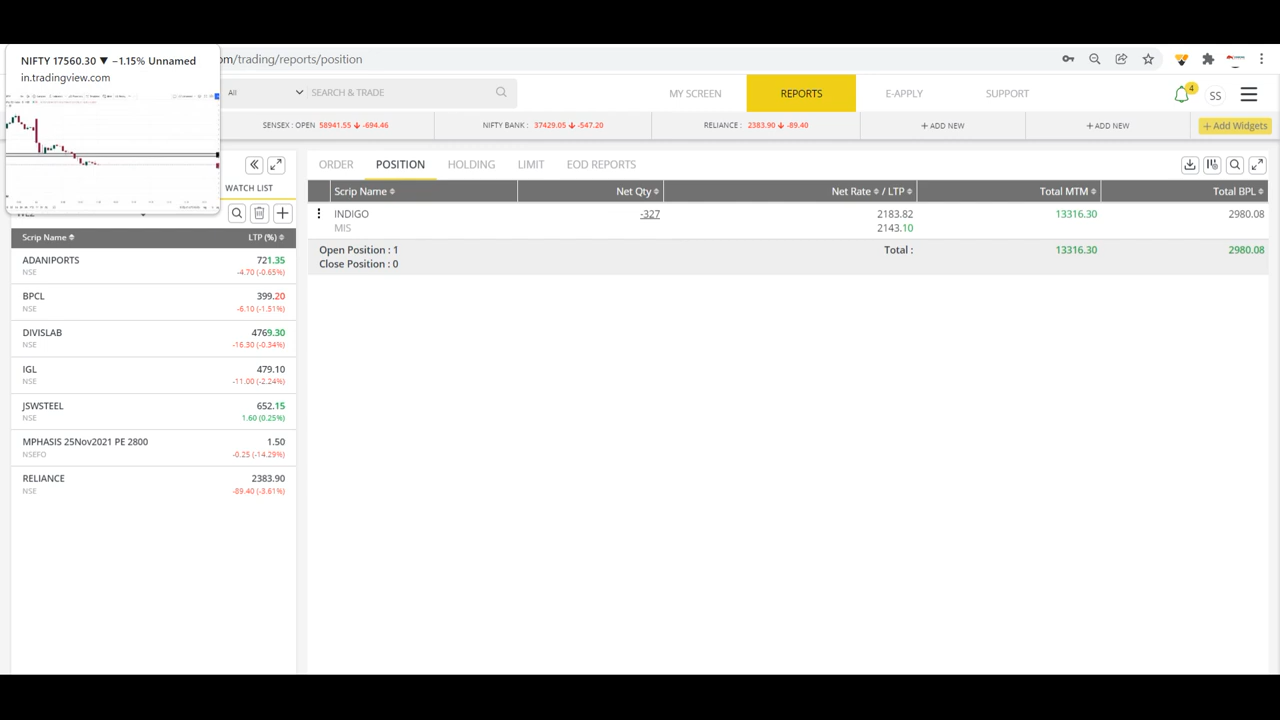 NIFTY 17560.30 ▼ −1.15% Unnamed
in.tradingview.com
om/trading/reports/position
All
SEARCH & TRADE
MY SCREEN
REPORTS
E-APPLY
SUPPORT
4
SS
SENSEX : OPEN 58941.55 ↓ -694.46
NIFTY BANK : 37429.05 ↓ -547.20
RELIANCE : 2383.90 ↓ -89.40
+ ADD NEW
+ ADD NEW
+ Add Widgets
WATCH LIST
Scrip Name LTP (%)
ADANIPORTS 721.35
NSE -4.70 (-0.65%)
BPCL 399.20
NSE -6.10 (-1.51%)
DIVISLAB 4769.30
NSE -16.30 (-0.34%)
IGL 479.10
NSE -11.00 (-2.24%)
JSWSTEEL 652.15
NSE 1.60 (0.25%)
MPHASIS 25Nov2021 PE 2800 1.50
NSEFO -0.25 (-14.29%)
RELIANCE 2383.90
NSE -89.40 (-3.61%)
ORDER POSITION HOLDING LIMIT EOD REPORTS
Scrip Name Net Qty Net Rate / LTP Total MTM Total BPL
INDIGO -327 2183.82 13316.30 2980.08
MIS 2143.10
Open Position : 1 Total : 13316.30 2980.08
Close Position : 0